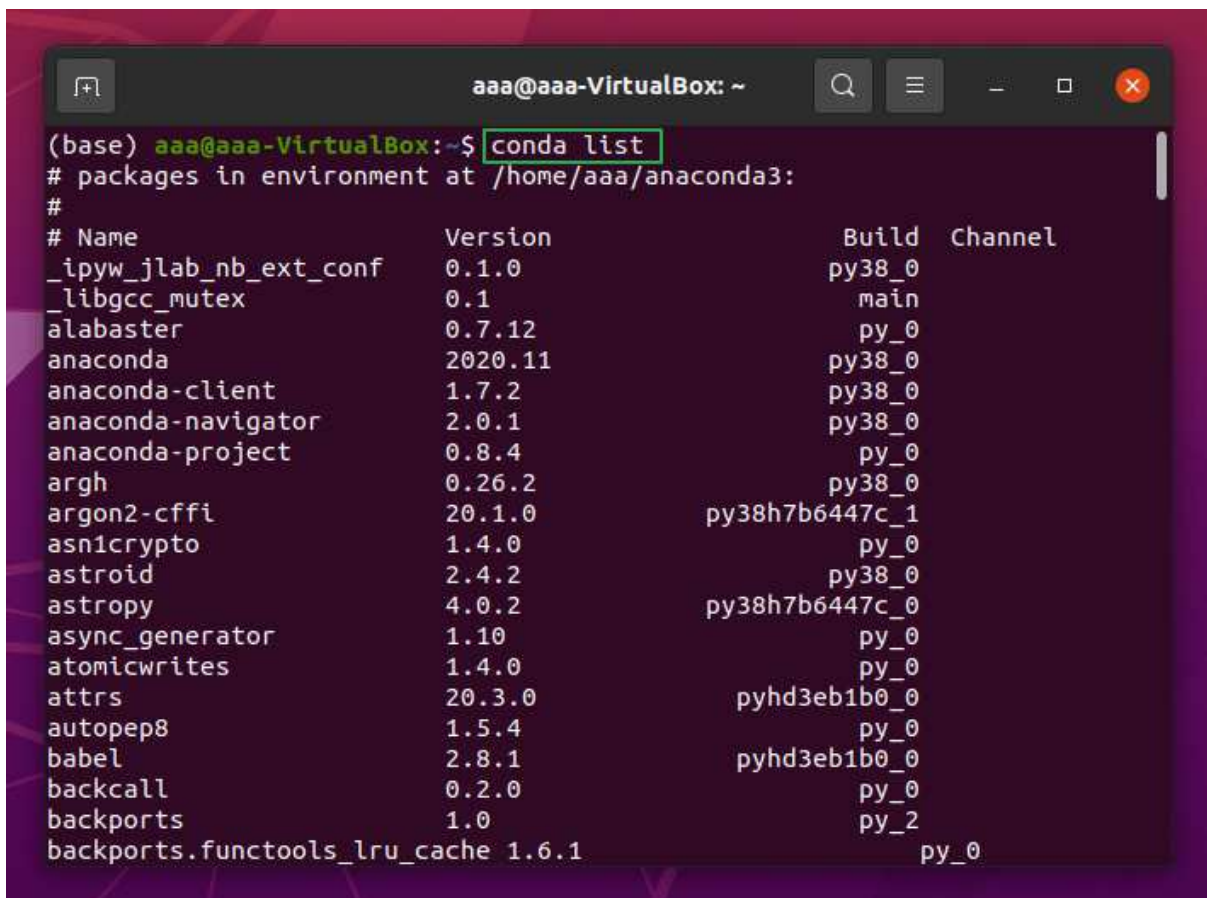 aaa@aaa-VirtualBox: ~
(base) aaa@aaa-VirtualBox:~$ conda list
# packages in environment at /home/aaa/anaconda3:
#
# Name Version Build Channel
_ipyw_jlab_nb_ext_conf 0.1.0 py38_0
_libgcc_mutex 0.1 main
alabaster 0.7.12 py_0
anaconda 2020.11 py38_0
anaconda-client 1.7.2 py38_0
anaconda-navigator 2.0.1 py38_0
anaconda-project 0.8.4 py_0
argh 0.26.2 py38_0
argon2-cffi 20.1.0 py38h7b6447c_1
asn1crypto 1.4.0 py_0
astroid 2.4.2 py38_0
astropy 4.0.2 py38h7b6447c_0
async_generator 1.10 py_0
atomicwrites 1.4.0 py_0
attrs 20.3.0 pyhd3eb1b0_0
autopep8 1.5.4 py_0
babel 2.8.1 pyhd3eb1b0_0
backcall 0.2.0 py_0
backports 1.0 py_2
backports.functools_lru_cache 1.6.1 py_0